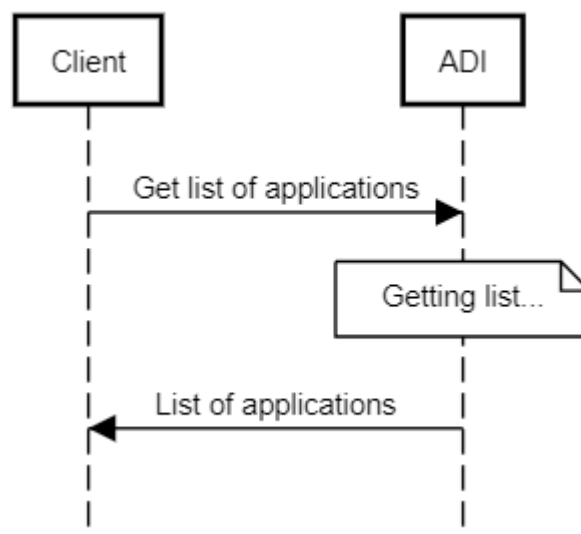 Client
ADI
Get list of applications
Getting list...
List of applications